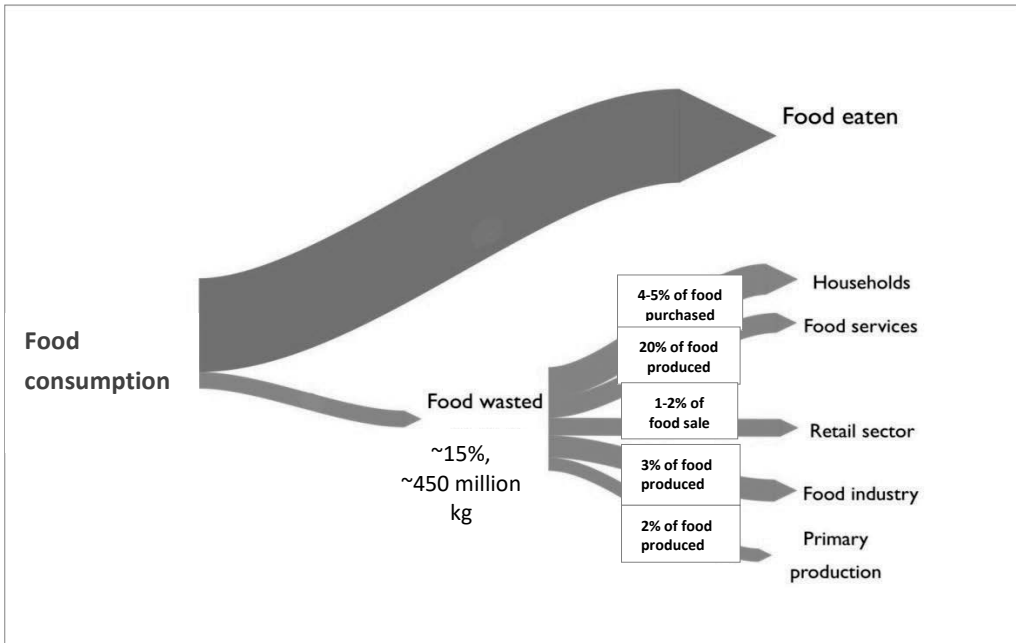 Food eaten
Food
consumption
Food wasted
~15%,
~450 million
kg
4-5% of food
purchased
Households
20% of food
produced
Food services
1-2% of
food sale
Retail sector
3% of food
produced
Food industry
2% of food
produced
Primary
production